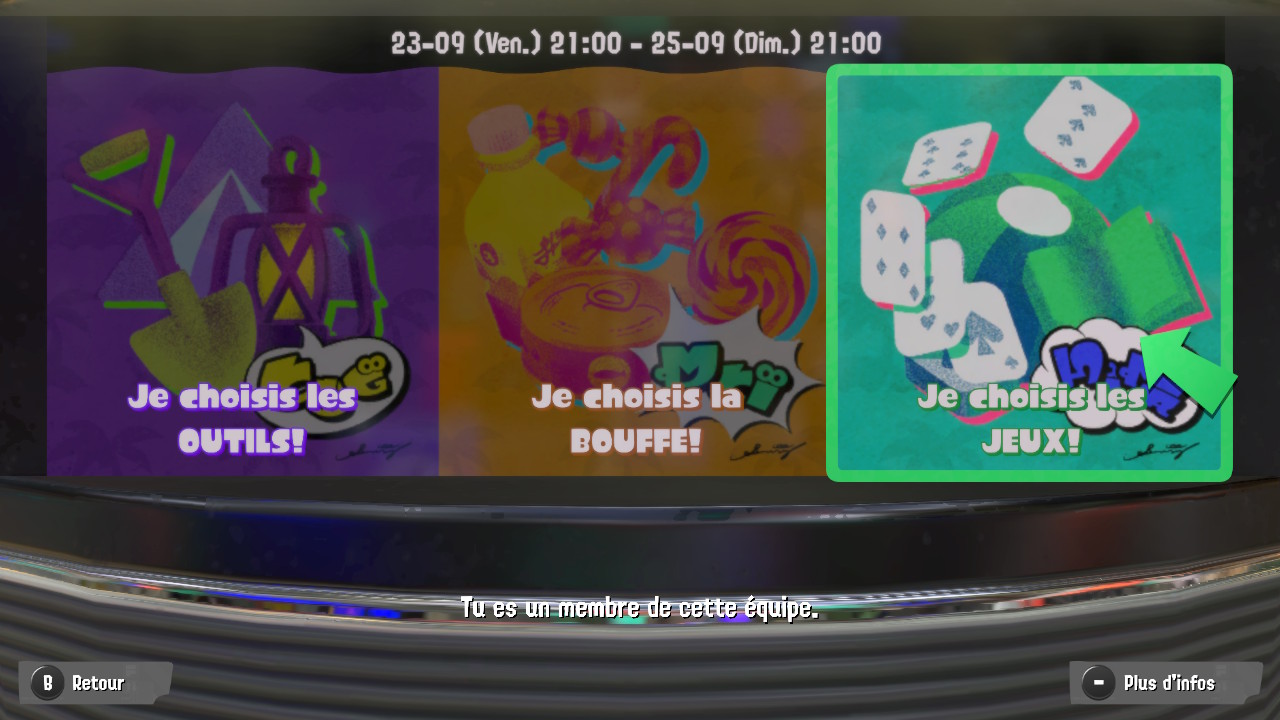 23-09 (Ven.) 21:00 - 25-09 (Dim.) 21:00
Je choisis les
OUTILS!
Je choisis la
BOUFFE!
Je choisis les
JEUX!
Tu es un membre de cette équipe.
B Retour
- Plus d'infos